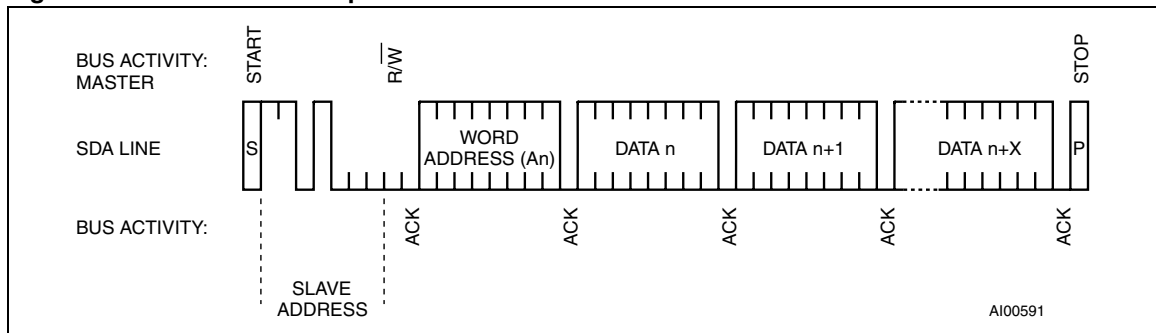 BUS ACTIVITY:
MASTER
START
R/W
STOP
SDA LINE
S
WORD
ADDRESS (An)
DATA n
DATA n+1
DATA n+X
P
BUS ACTIVITY:
ACK
ACK
ACK
ACK
ACK
SLAVE
ADDRESS
AI00591